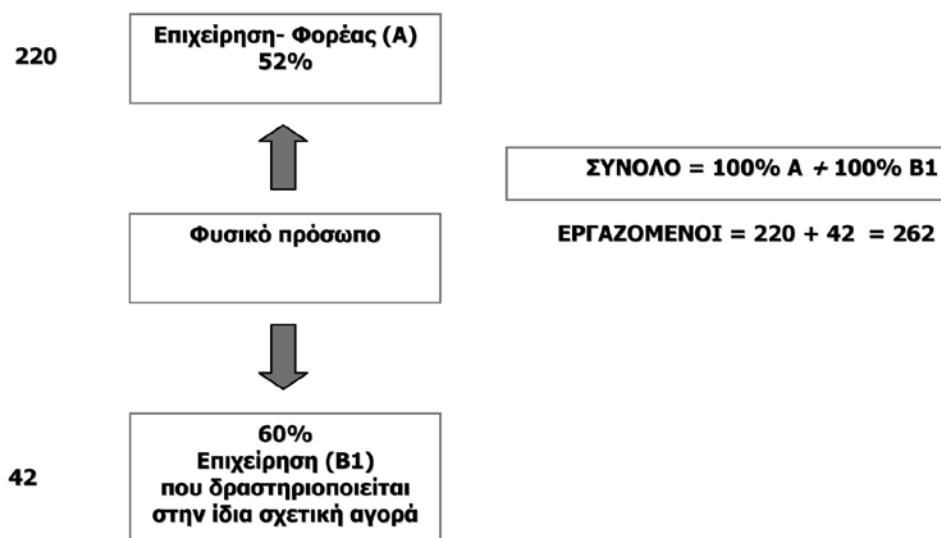 220
Επιχείρηση- Φορέας (Α)
52%
ΣΥΝΟΛΟ = 100% Α + 100% Β1
Φυσικό πρόσωπο
ΕΡΓΑΖΟΜΕΝΟΙ = 220 + 42 = 262
42
60%
Επιχείρηση (Β1)
που δραστηριοποιείται
στην ίδια σχετική αγορά